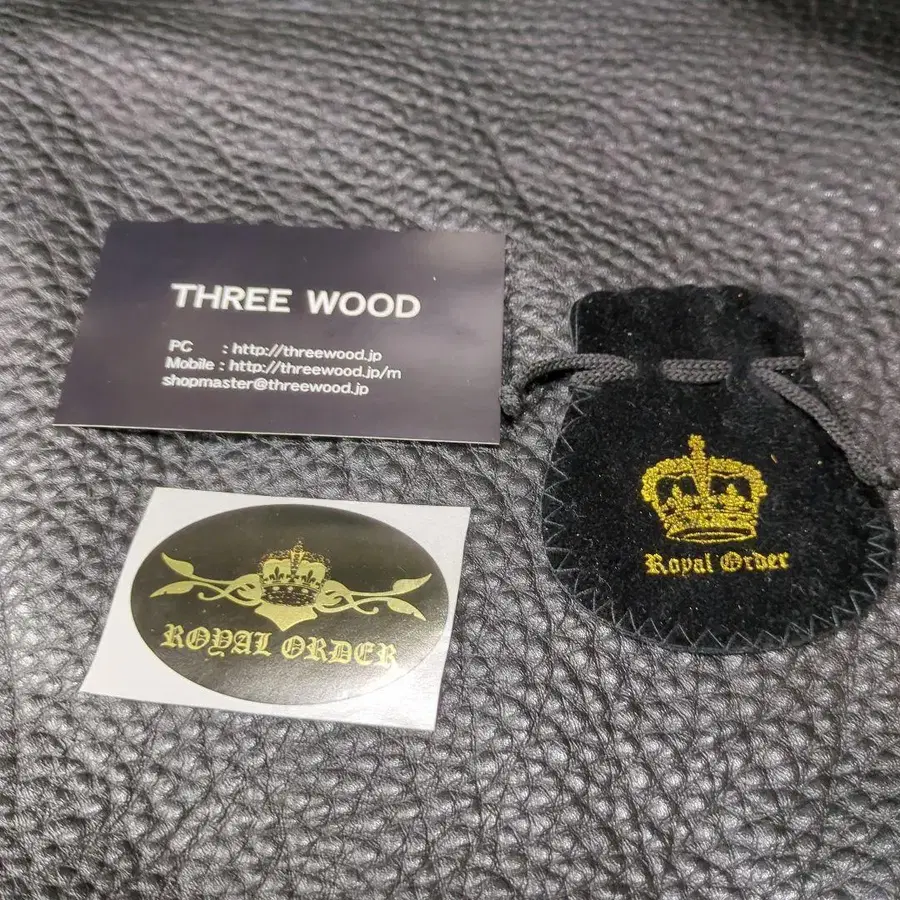 THREE WOOD
PC : http://threewood.jp
Mobile : http://threewood.jp/m
shopmaster@threewood.jp
Royal Order
ROYAL ORDER